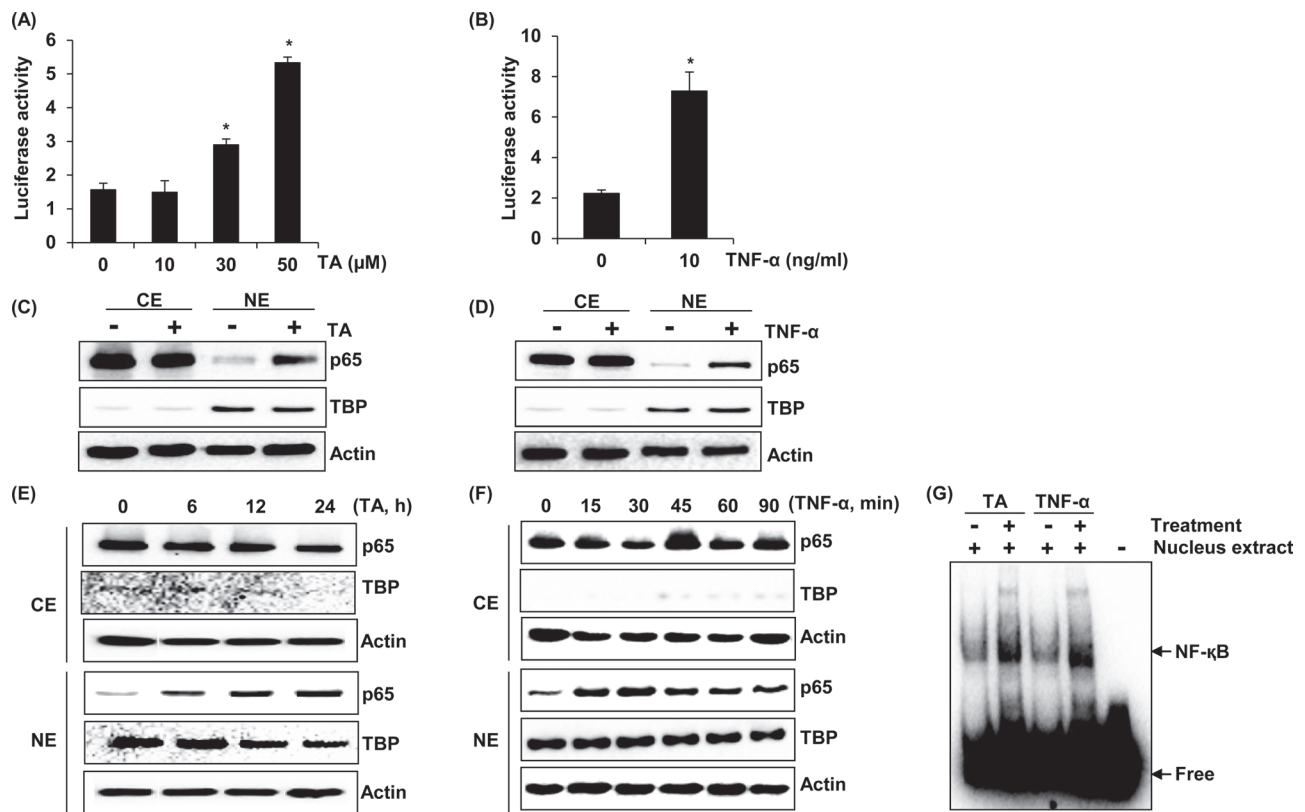 (A)
Luciferase activity
6
5
4
3
2
1
0
* *
0 10 30 50 TA (µM)
(B)
Luciferase activity
10
8
6
4
2
0
*
0 10 TNF-α (ng/ml)
(C)
CE NE
- + - + TA
p65
TBP
Actin
(D)
CE NE
- + - + TNF-α
p65
TBP
Actin
(E)
0 6 12 24 (TA, h)
CE
p65
TBP
Actin
NE
p65
TBP
Actin
(F)
0 15 30 45 60 90 (TNF-α, min)
CE
p65
TBP
Actin
NE
p65
TBP
Actin
(G)
TA TNF-α
- + - + Treatment
+ + + + - Nucleus extract
NF-κB
Free